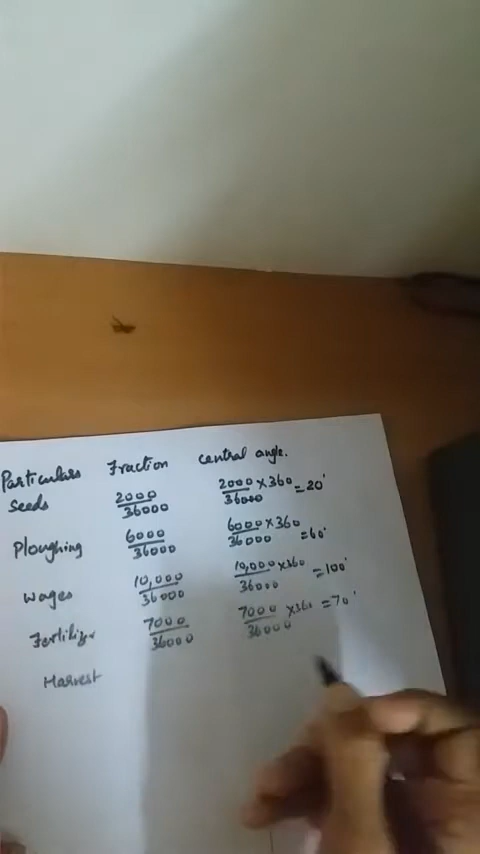 Particulars Fraction central angle.
Seeds 2000/36000 2000/36000 × 360 = 20°
Ploughing 6000/36000 6000/36000 × 360 = 60°
Wages 10,000/36000 10,000/36000 × 360 = 100°
Fertilizer 7000/36000 7000/36000 × 360 = 70°
Harvest